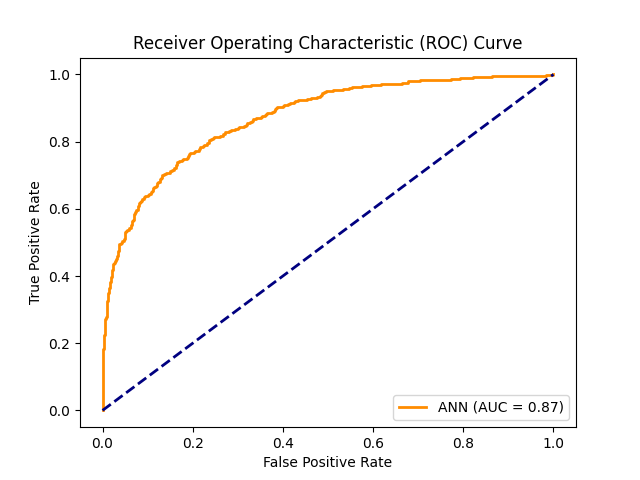 Receiver Operating Characteristic (ROC) Curve
True Positive Rate
1.0
0.8
0.6
0.4
0.2
0.0
ANN (AUC = 0.87)
0.0 0.2 0.4 0.6 0.8 1.0
False Positive Rate